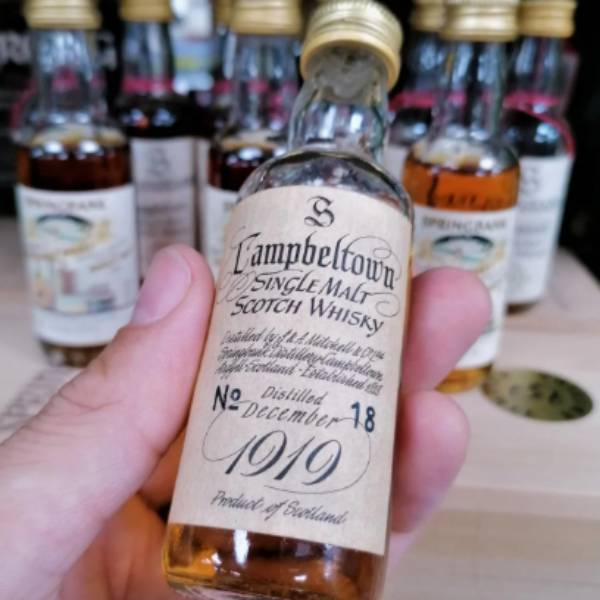 S
Campbeltown
SINGLE MALT
SCOTCH WHISKY
Distilled by J. & A. Mitchell & Co. Ltd.
Springbank Distillery · Campbeltown,
Argyll · Scotland · Established 1828
Distilled
Nº December 18
1919
Product of Scotland
SPRINGBANK
SPRINGBANK